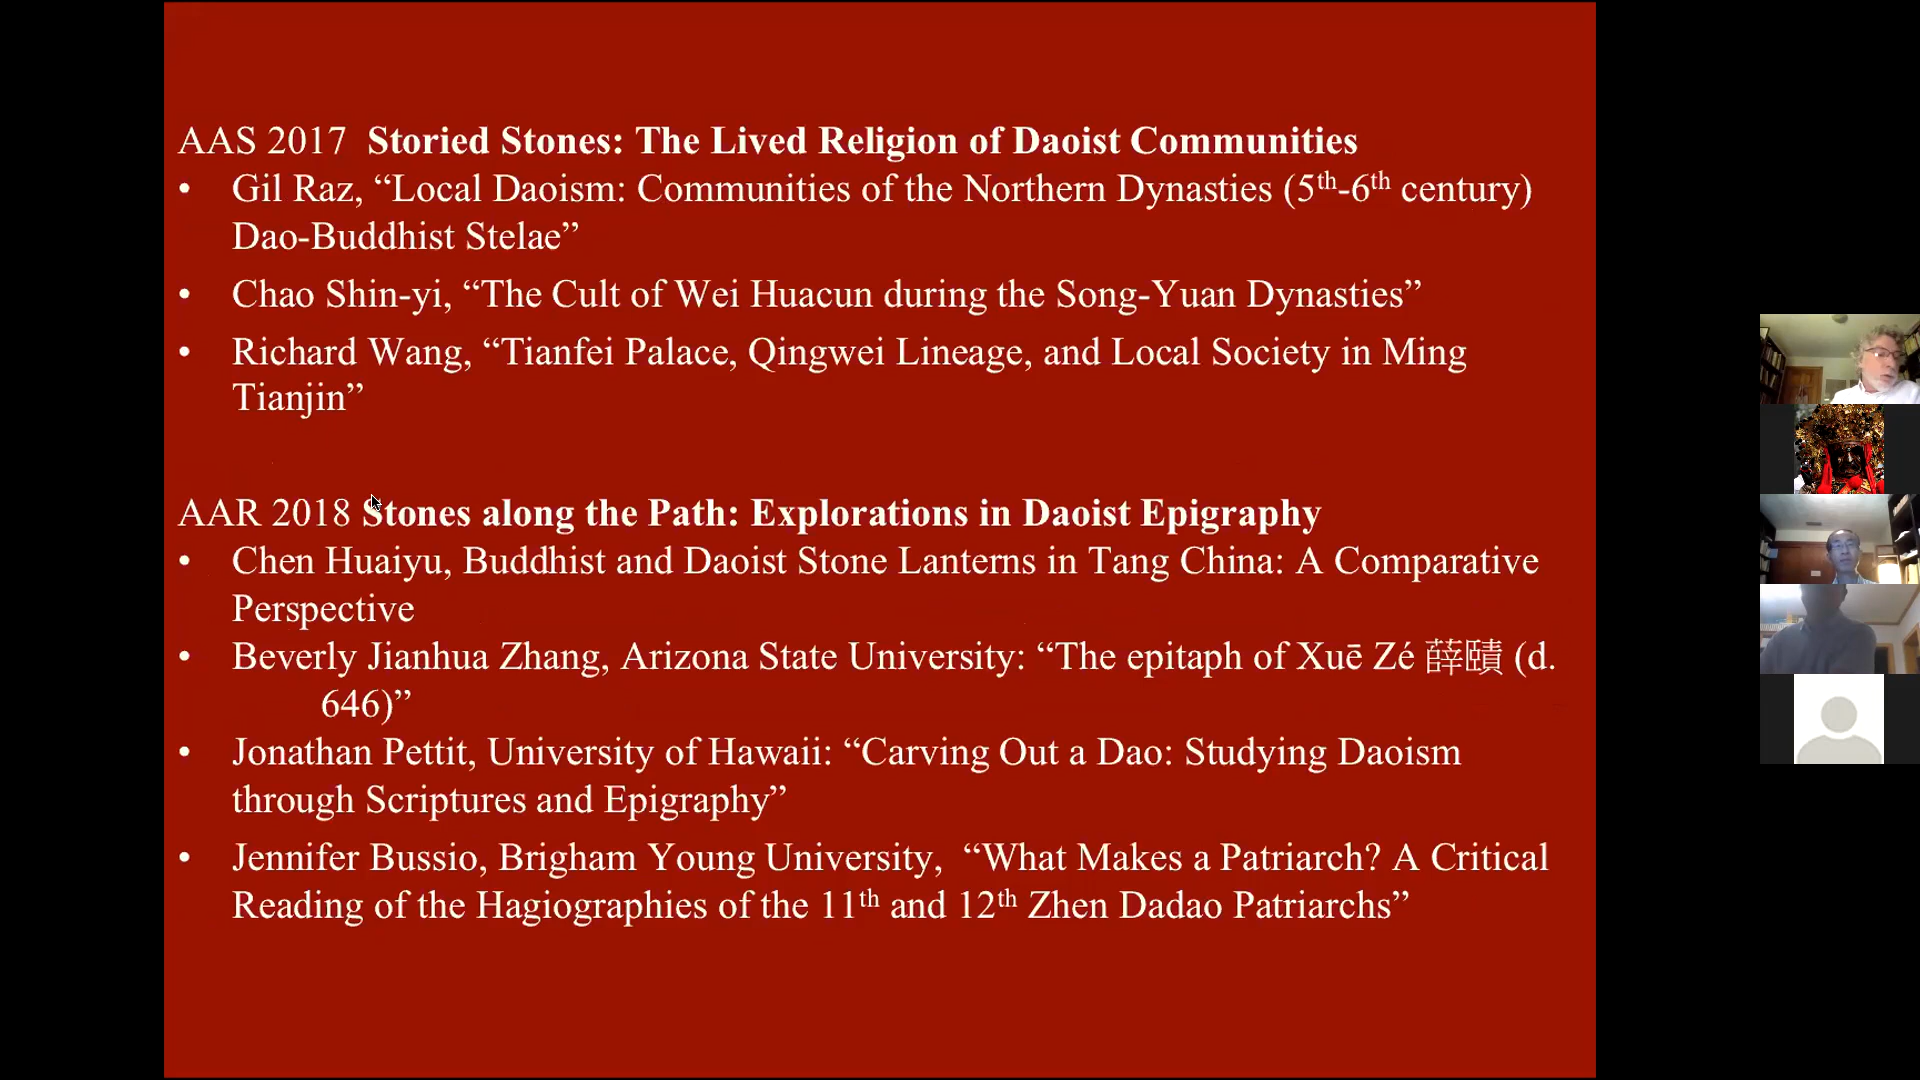 AAS 2017  Storied Stones: The Lived Religion of Daoist Communities
• Gil Raz, “Local Daoism: Communities of the Northern Dynasties (5th-6th century)
Dao-Buddhist Stelae”
• Chao Shin-yi, “The Cult of Wei Huacun during the Song-Yuan Dynasties”
• Richard Wang, “Tianfei Palace, Qingwei Lineage, and Local Society in Ming
Tianjin”
AAR 2018 Stones along the Path: Explorations in Daoist Epigraphy
• Chen Huaiyu, Buddhist and Daoist Stone Lanterns in Tang China: A Comparative
Perspective
• Beverly Jianhua Zhang, Arizona State University: “The epitaph of Xuē Zé 薛賾 (d.
646)”
• Jonathan Pettit, University of Hawaii: “Carving Out a Dao: Studying Daoism
through Scriptures and Epigraphy”
• Jennifer Bussio, Brigham Young University,  “What Makes a Patriarch? A Critical
Reading of the Hagiographies of the 11th and 12th Zhen Dadao Patriarchs”